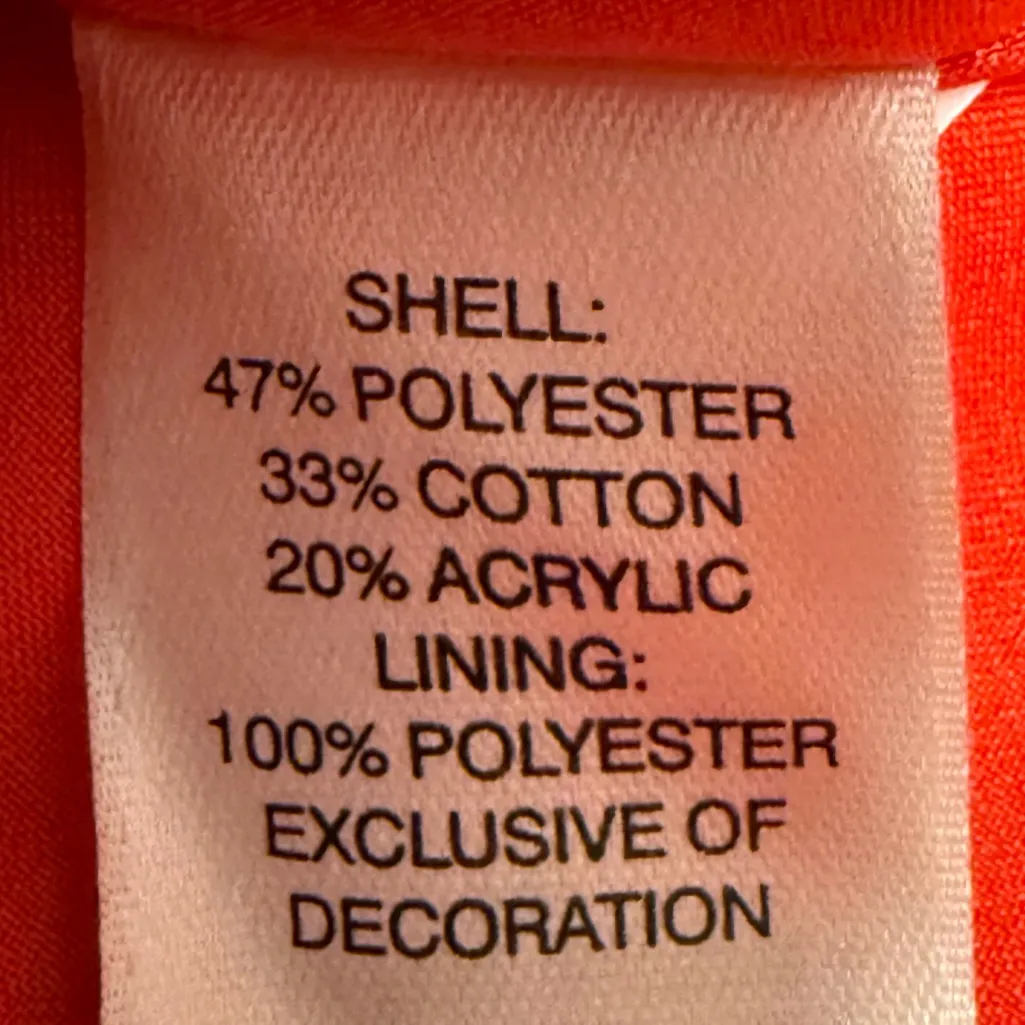 SHELL:
47% POLYESTER
33% COTTON
20% ACRYLIC
LINING:
100% POLYESTER
EXCLUSIVE OF
DECORATION